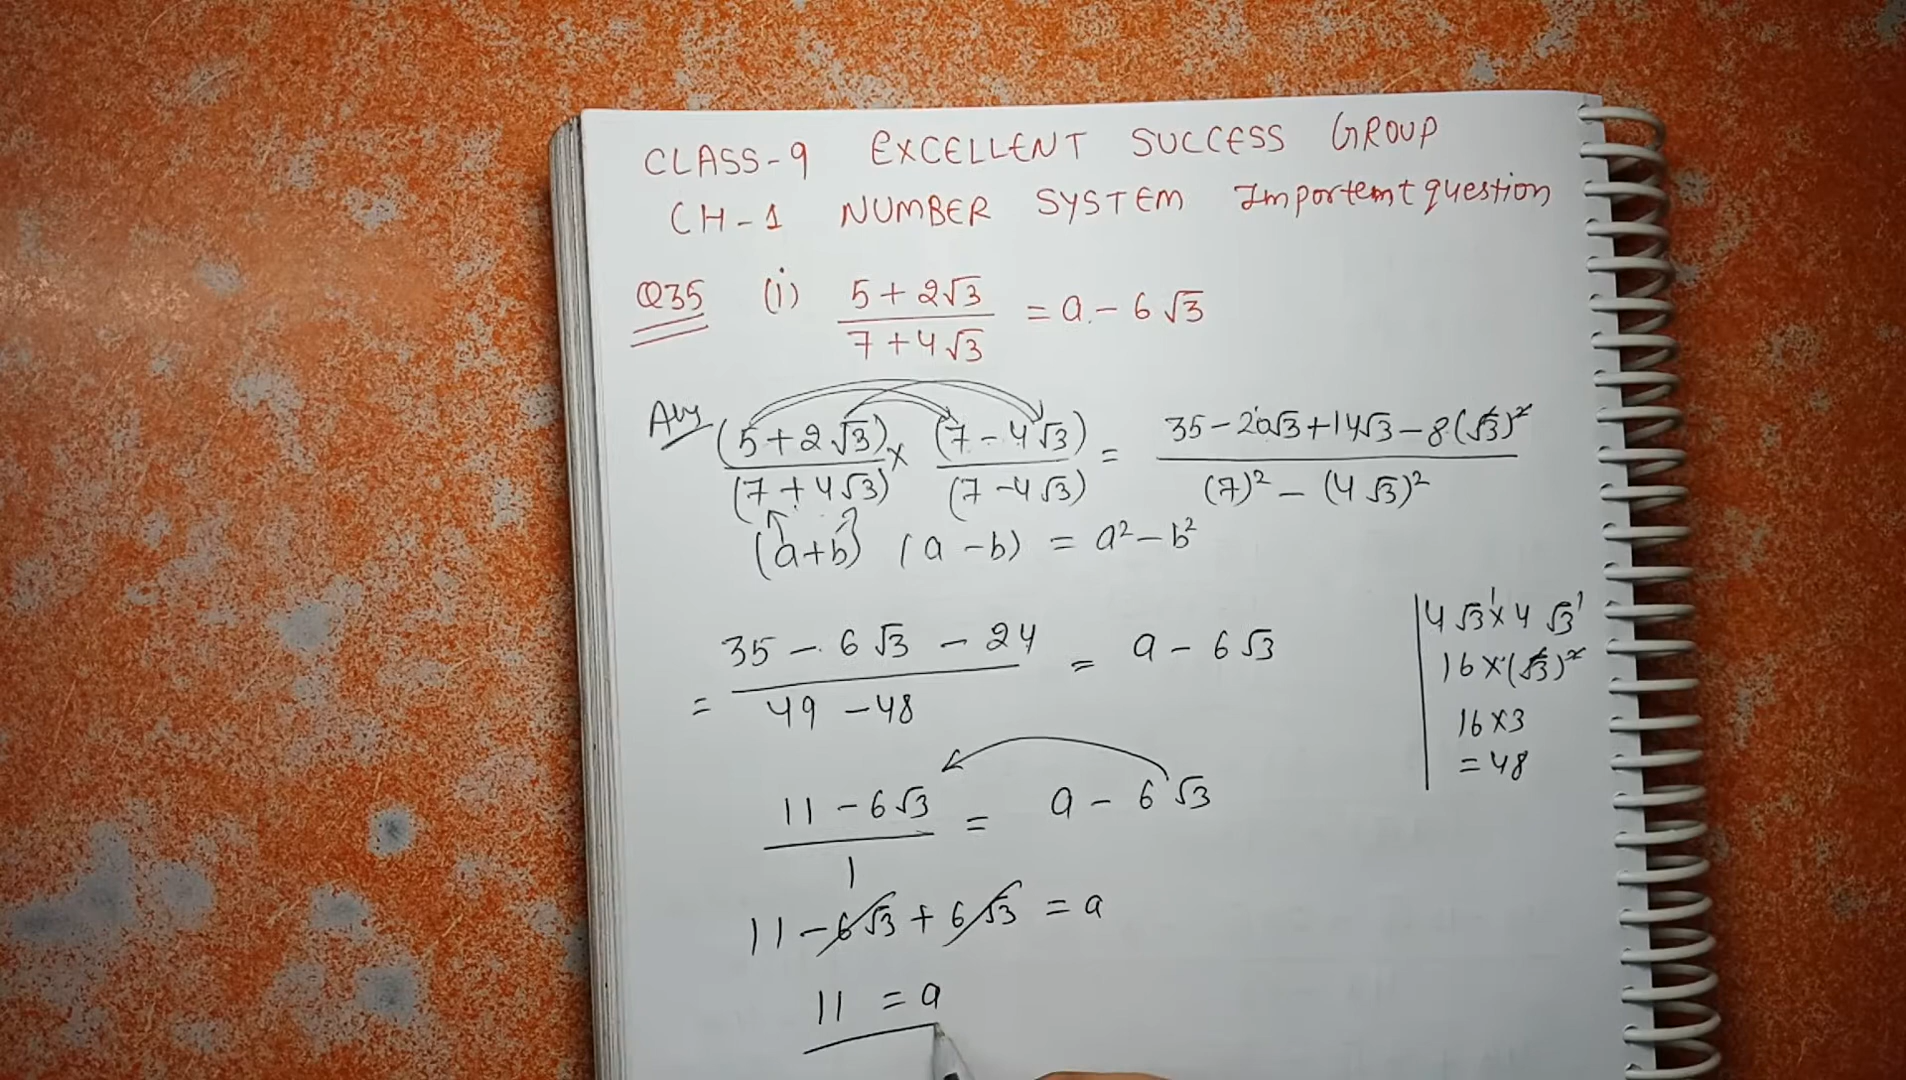 CLASS-9 EXCELLENT SUCCESS GROUP
CH-1 NUMBER SYSTEM Importemt question
Q35 (i) (5+2√3)/(7+4√3) = a - 6√3
Ans (5+2√3)/(7+4√3) × (7-4√3)/(7-4√3) = (35-20√3+14√3-8(√3)²)/((7)²-(4√3)²)
(a+b) (a-b) = a²-b²
= (35-6√3-24)/(49-48) = a-6√3
4√3×4√3
16×(√3)²
16×3
=48
(11-6√3)/1 = a-6√3
11-6√3+6√3 = a
11 = a